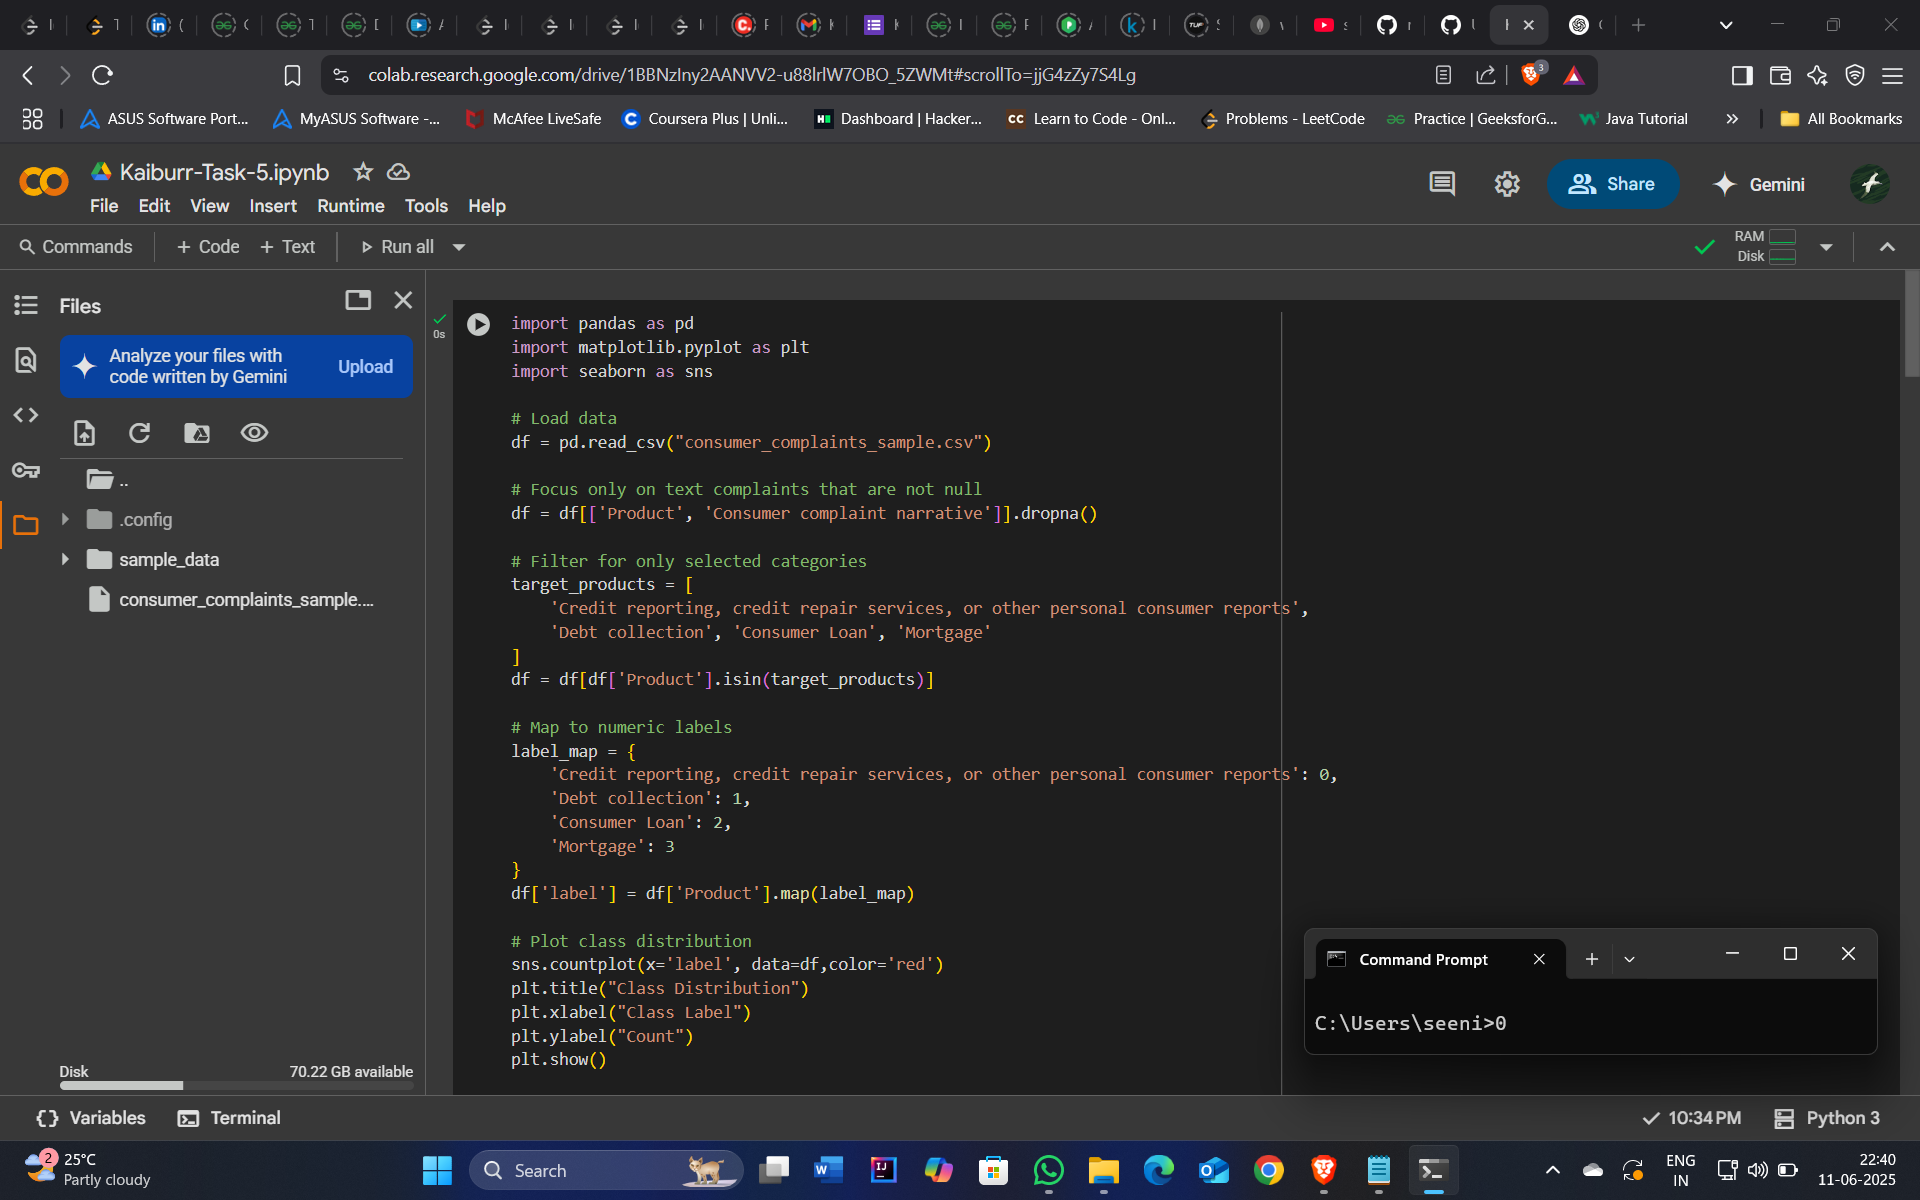 colab.research.google.com/drive/1BBNzIny2AANVV2-u88lrlW7OBO_5ZWMt#scrollTo=jjG4zZy7S4Lg
3
ASUS Software Port...
MyASUS Software -...
McAfee LiveSafe
Coursera Plus | Unli...
Dashboard | Hacker...
Learn to Code - Onl...
Problems - LeetCode
Practice | GeeksforG...
Java Tutorial
All Bookmarks
Kaiburr-Task-5.ipynb
File Edit View Insert Runtime Tools Help
Share
Gemini
Commands + Code + Text Run all
RAM
Disk
Files
Analyze your files with
code written by Gemini
Upload
..
.config
sample_data
consumer_complaints_sample....
Disk 70.22 GB available
0s
import pandas as pd
import matplotlib.pyplot as plt
import seaborn as sns
# Load data
df = pd.read_csv("consumer_complaints_sample.csv")
# Focus only on text complaints that are not null
df = df[['Product', 'Consumer complaint narrative']].dropna()
# Filter for only selected categories
target_products = [
'Credit reporting, credit repair services, or other personal consumer reports',
'Debt collection', 'Consumer Loan', 'Mortgage'
]
df = df[df['Product'].isin(target_products)]
# Map to numeric labels
label_map = {
'Credit reporting, credit repair services, or other personal consumer reports': 0,
'Debt collection': 1,
'Consumer Loan': 2,
'Mortgage': 3
}
df['label'] = df['Product'].map(label_map)
# Plot class distribution
sns.countplot(x='label', data=df,color='red')
plt.title("Class Distribution")
plt.xlabel("Class Label")
plt.ylabel("Count")
plt.show()
Command Prompt
C:\Users\seeni>0
Variables Terminal
10:34 PM Python 3
2
25°C
Partly cloudy
Search
ENG
IN
22:40
11-06-2025